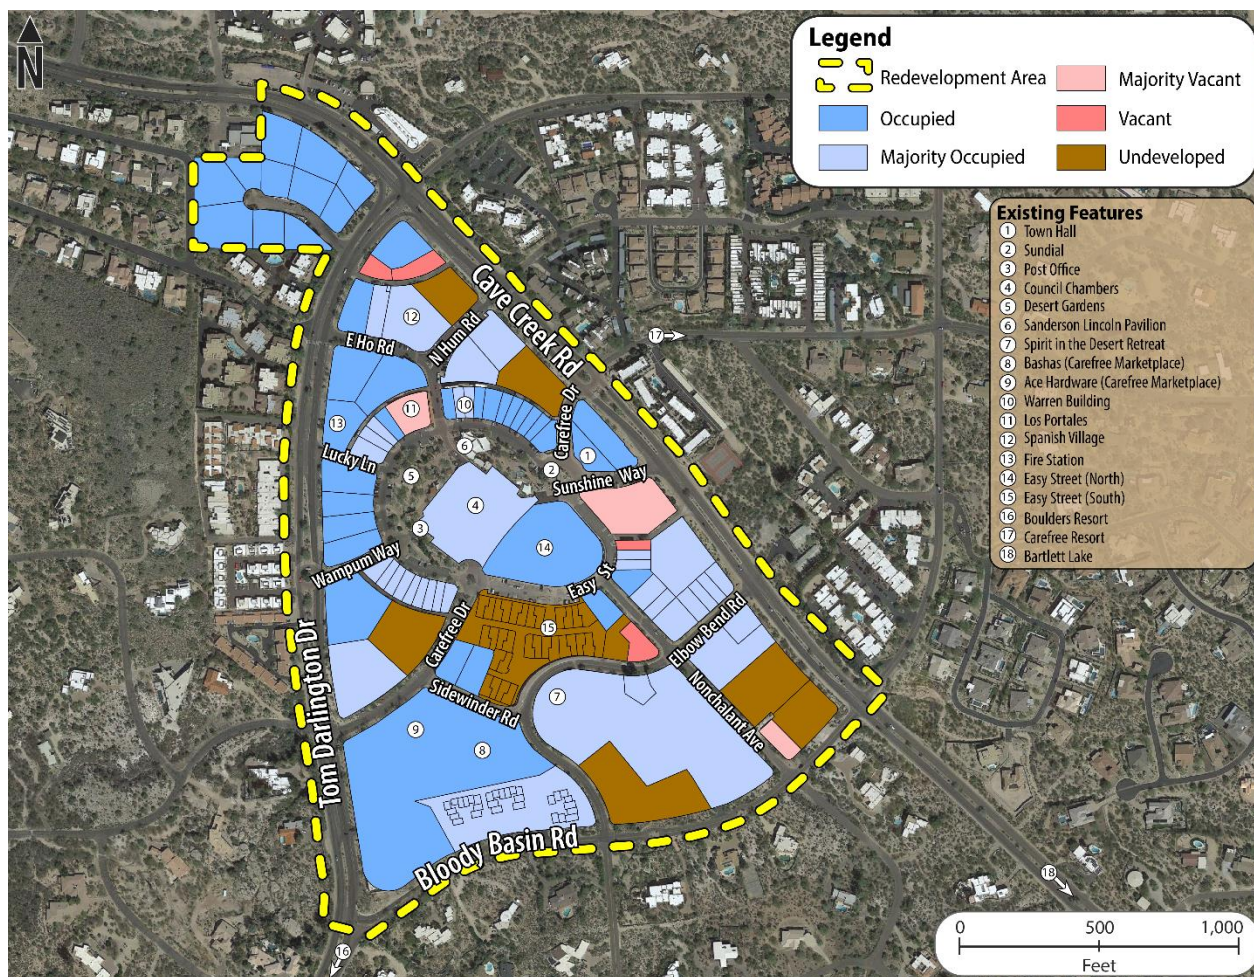 N
Legend
Redevelopment Area
Majority Vacant
Occupied
Vacant
Majority Occupied
Undeveloped
Existing Features
1 Town Hall
2 Sundial
3 Post Office
4 Council Chambers
5 Desert Gardens
6 Sanderson Lincoln Pavilion
7 Spirit in the Desert Retreat
8 Bashas (Carefree Marketplace)
9 Ace Hardware (Carefree Marketplace)
10 Warren Building
11 Los Portales
12 Spanish Village
13 Fire Station
14 Easy Street (North)
15 Easy Street (South)
16 Boulders Resort
17 Carefree Resort
18 Bartlett Lake
Cave Creek Rd
17
12
N Hum Rd
E Ho Rd
11
10
Carefree Dr
13
6
1
Lucky Ln
2
Sunshine Way
5
4
3
14
Wampum Way
Easy St
15
Carefree Dr
Elbow Bend Rd
Tom Darlington Dr
Sidewinder Rd
7
Nonchalant Ave
9
8
Bloody Basin Rd
18
16
0 500 1,000
Feet